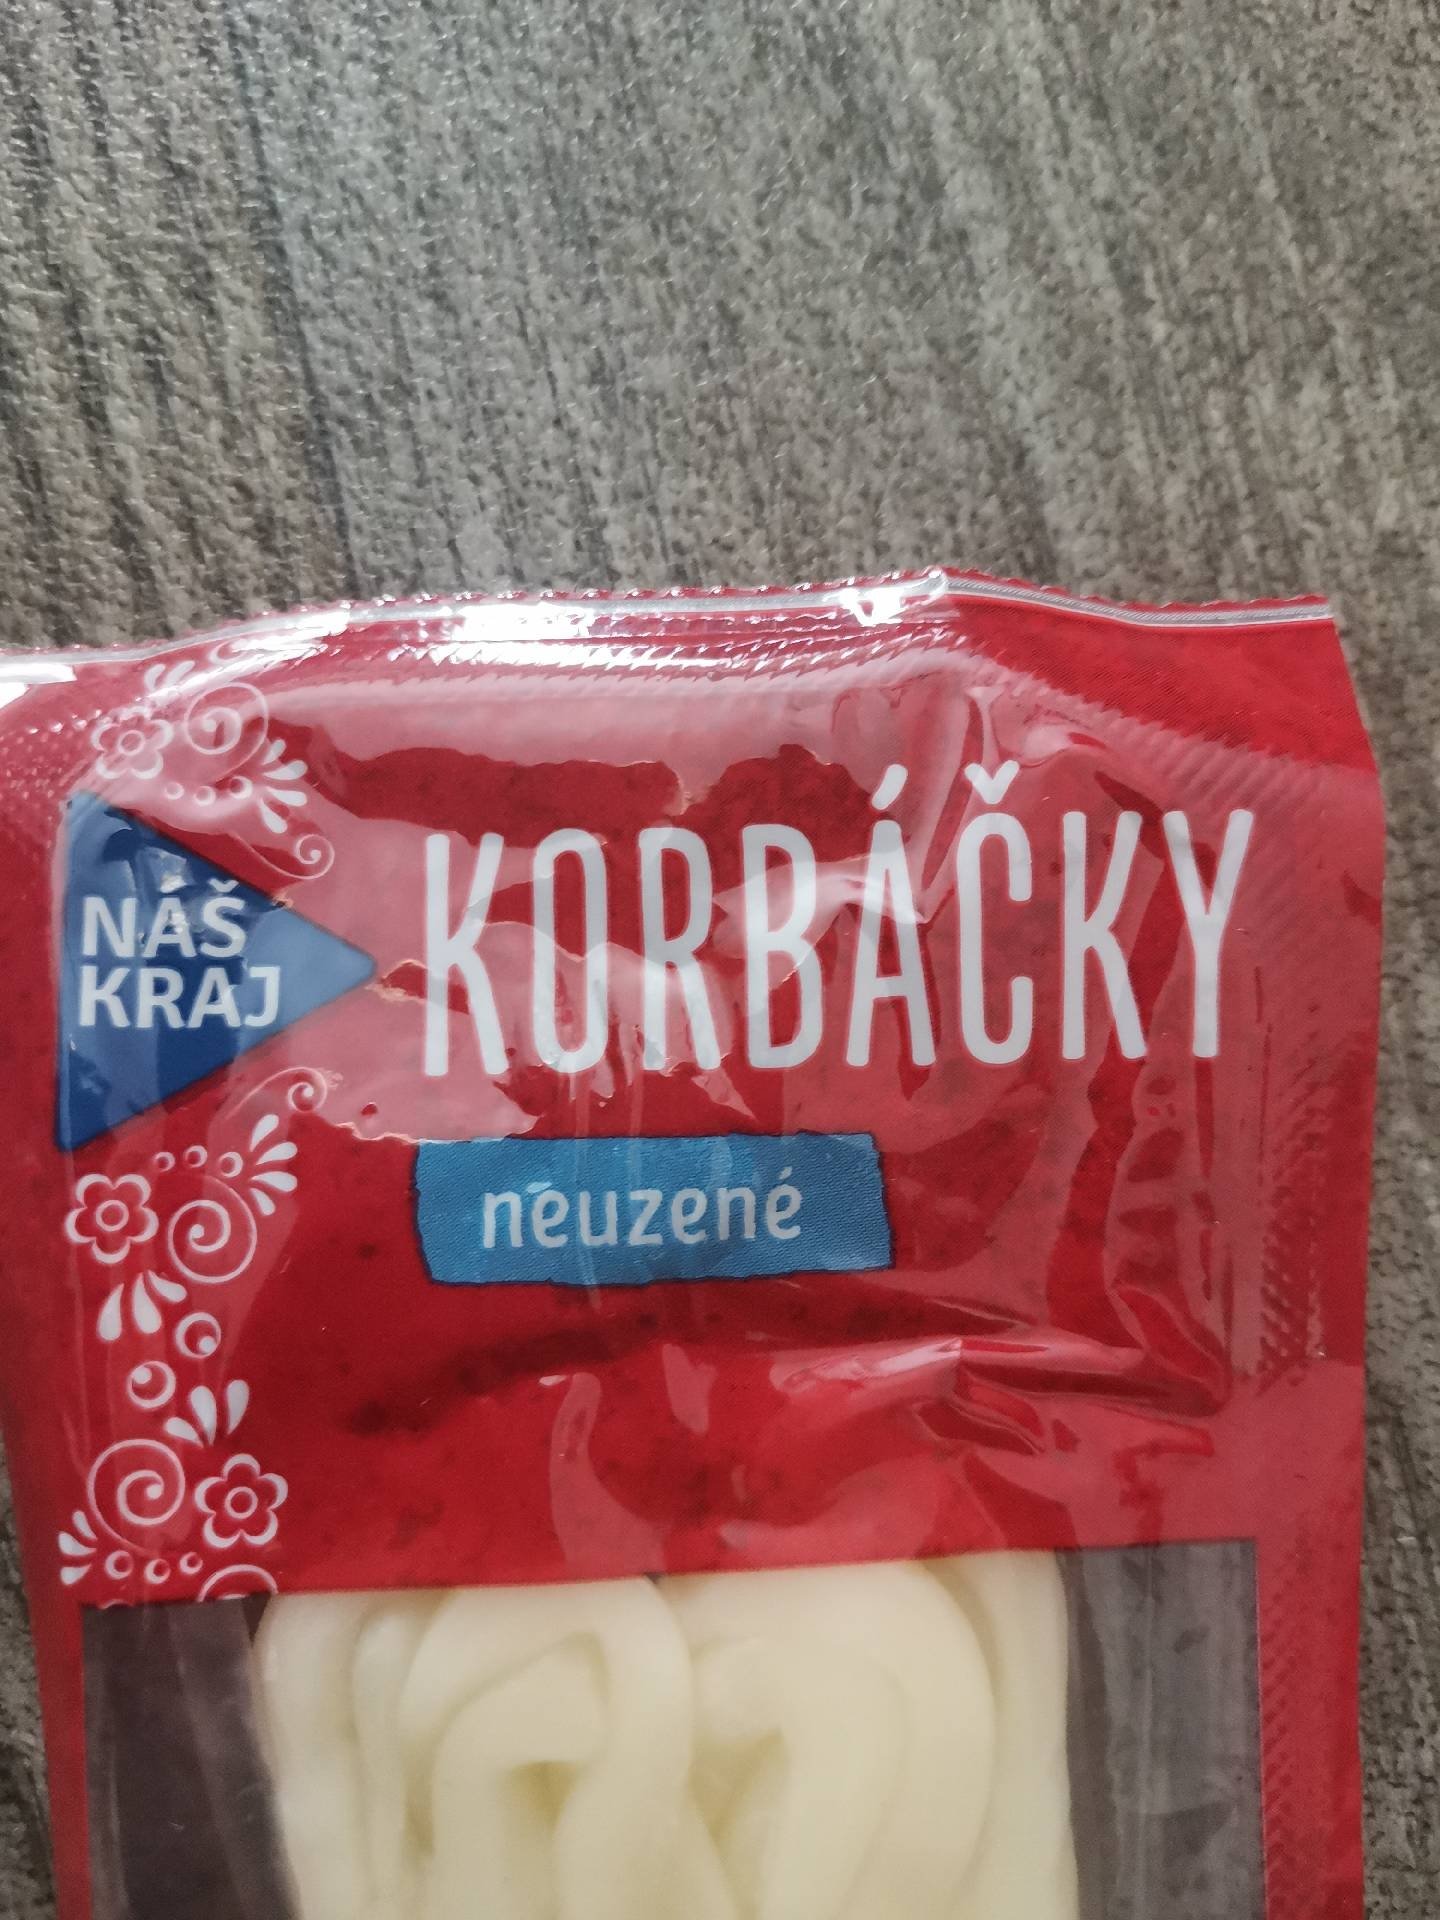 NÁŠ
KRAJ
KORBÁČKY
neuzené